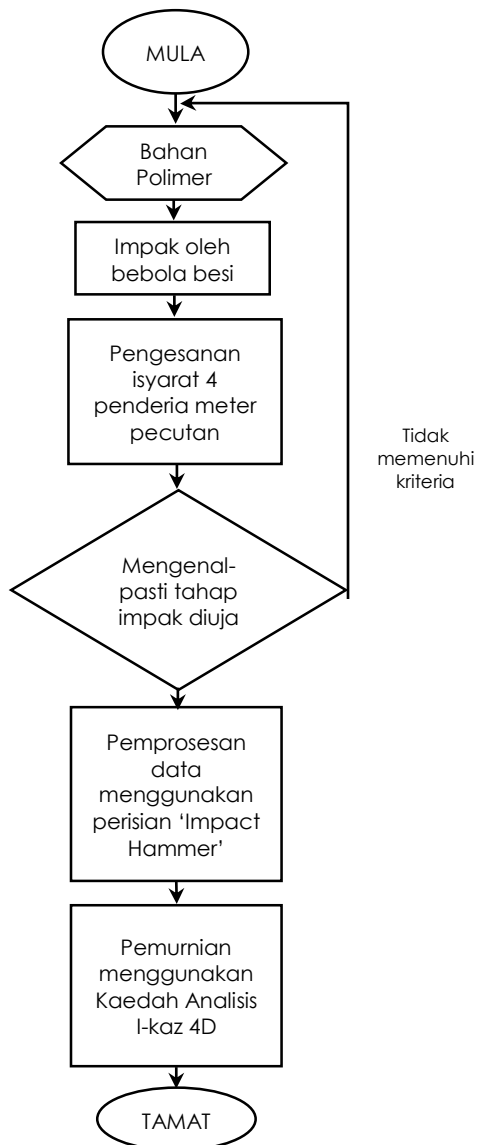 MULA
Bahan
Polimer
Impak oleh
bebola besi
Pengesanan
isyarat 4
penderia meter
pecutan
Tidak
memenuhi
kriteria
Mengenal-
pasti tahap
impak diuja
Pemprosesan
data
menggunakan
perisian ‘Impact
Hammer’
Pemurnian
menggunakan
Kaedah Analisis
I-kaz 4D
TAMAT